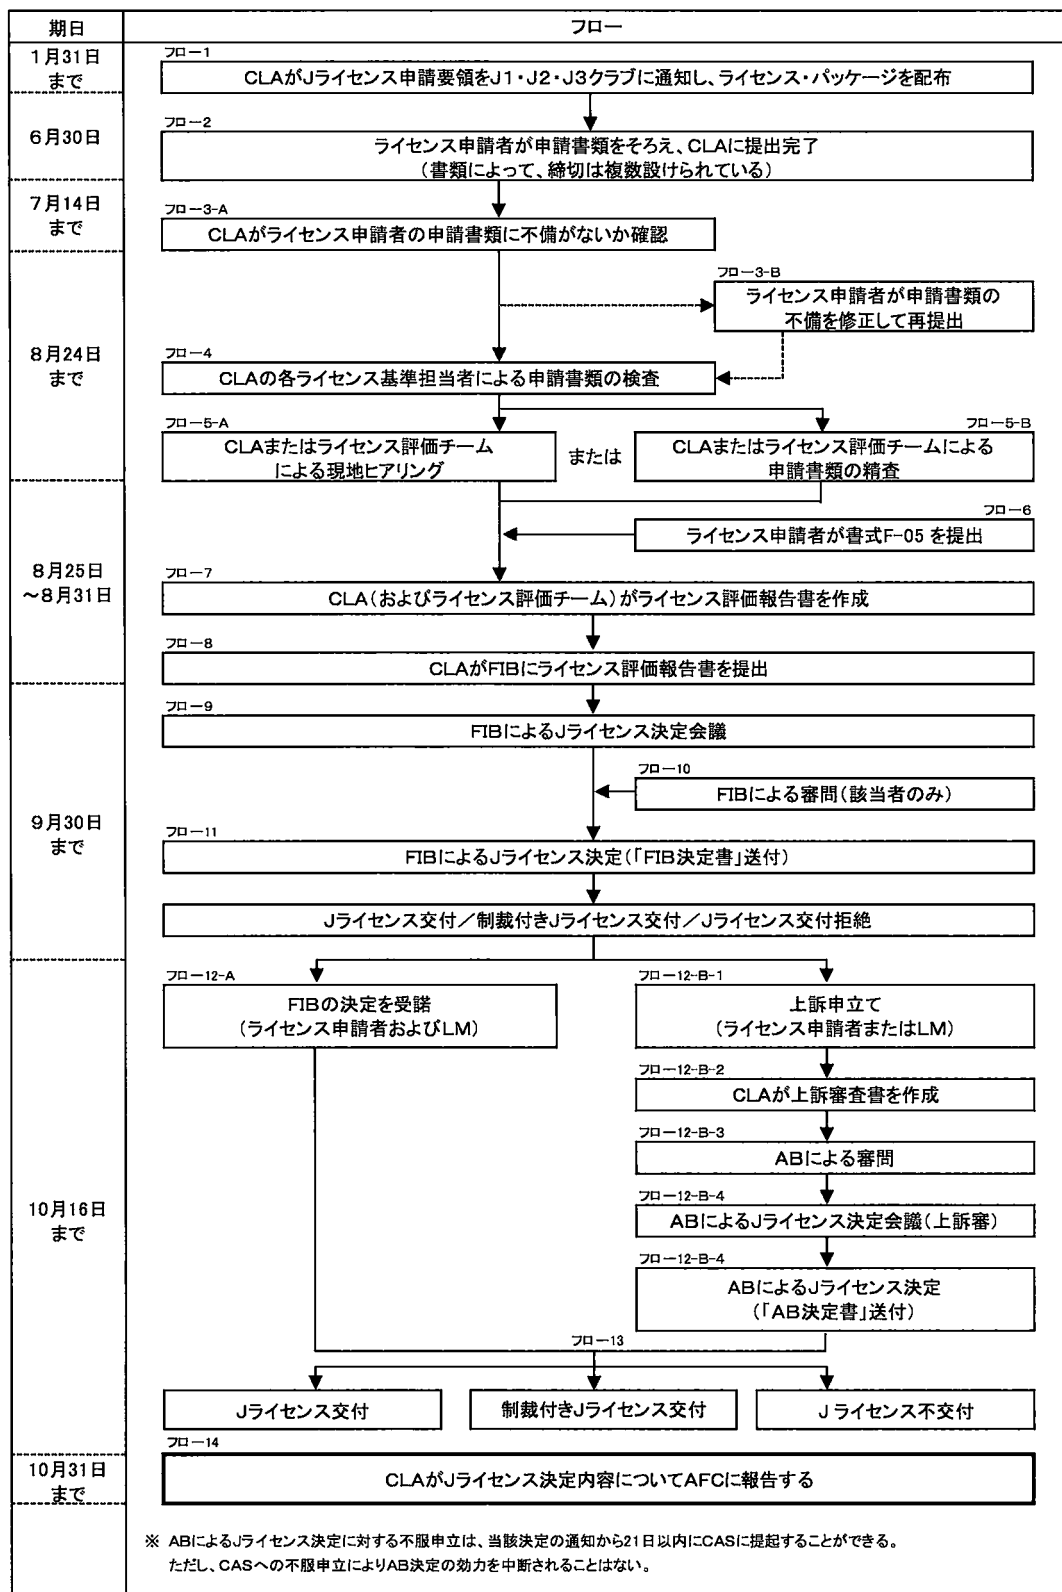 期日
フロー
1月31日
まで
フロー1
CLAがJライセンス申請要領をJ1・J2・J3クラブに通知し、ライセンス・パッケージを配布
6月30日
フロー2
ライセンス申請者が申請書類をそろえ、CLAに提出完了
(書類によって、締切は複数設けられている)
7月14日
まで
フロー3-A
CLAがライセンス申請者の申請書類に不備がないか確認
フロー3-B
ライセンス申請者が申請書類の
不備を修正して再提出
8月24日
まで
フロー4
CLAの各ライセンス基準担当者による申請書類の検査
フロー5-A
CLAまたはライセンス評価チーム
による現地ヒアリング
または
フロー5-B
CLAまたはライセンス評価チームによる
申請書類の精査
フロー6
ライセンス申請者が書式F-05 を提出
8月25日
~8月31日
フロー7
CLA(およびライセンス評価チーム)がライセンス評価報告書を作成
フロー8
CLAがFIBにライセンス評価報告書を提出
フロー9
FIBによるJライセンス決定会議
フロー10
FIBによる審問(該当者のみ)
9月30日
まで
フロー11
FIBによるJライセンス決定(「FIB決定書」送付)
Jライセンス交付/制裁付きJライセンス交付/Jライセンス交付拒絶
フロー12-A
FIBの決定を受諾
(ライセンス申請者およびLM)
フロー12-B-1
上訴申立て
(ライセンス申請者またはLM)
フロー12-B-2
CLAが上訴審査書を作成
フロー12-B-3
ABによる審問
10月16日
まで
フロー12-B-4
ABによるJライセンス決定会議(上訴審)
フロー12-B-4
ABによるJライセンス決定
(「AB決定書」送付)
フロー13
Jライセンス交付
制裁付きJライセンス交付
Jライセンス不交付
フロー14
10月31日
まで
CLAがJライセンス決定内容についてAFCに報告する
※ ABによるJライセンス決定に対する不服申立は、当該決定の通知から21日以内にCASに提起することができる。
ただし、CASへの不服申立によりAB決定の効力を中断されることはない。